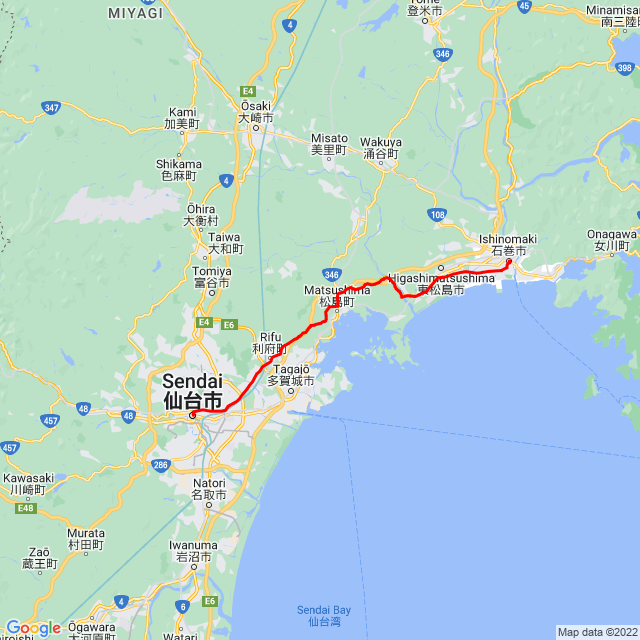 MIYAGI
4
Tome
登米市
Minamisanriku
南三陸町
346
398
E4
347
Kami
加美町
Ōsaki
大崎市
Misato
美里町
Wakuya
涌谷町
Shikama
色麻町
4
Ōhira
大衡村
108
Onagawa
女川町
Ishinomaki
石巻市
Taiwa
大和町
Tomiya
富谷市
346
Higashimatsushima
東松島市
Matsushima
松島町
E4
E6
Rifu
利府町
Tagajō
多賀城市
Sendai
仙台市
48
457
48
457
286
Kawasaki
川崎町
E48
Natori
名取市
Murata
村田町
Zaō
蔵王町
Iwanuma
岩沼市
4
E6
Ōgawara
大河原町
Watari
Sendai Bay
仙台湾
Google
Map data ©2022